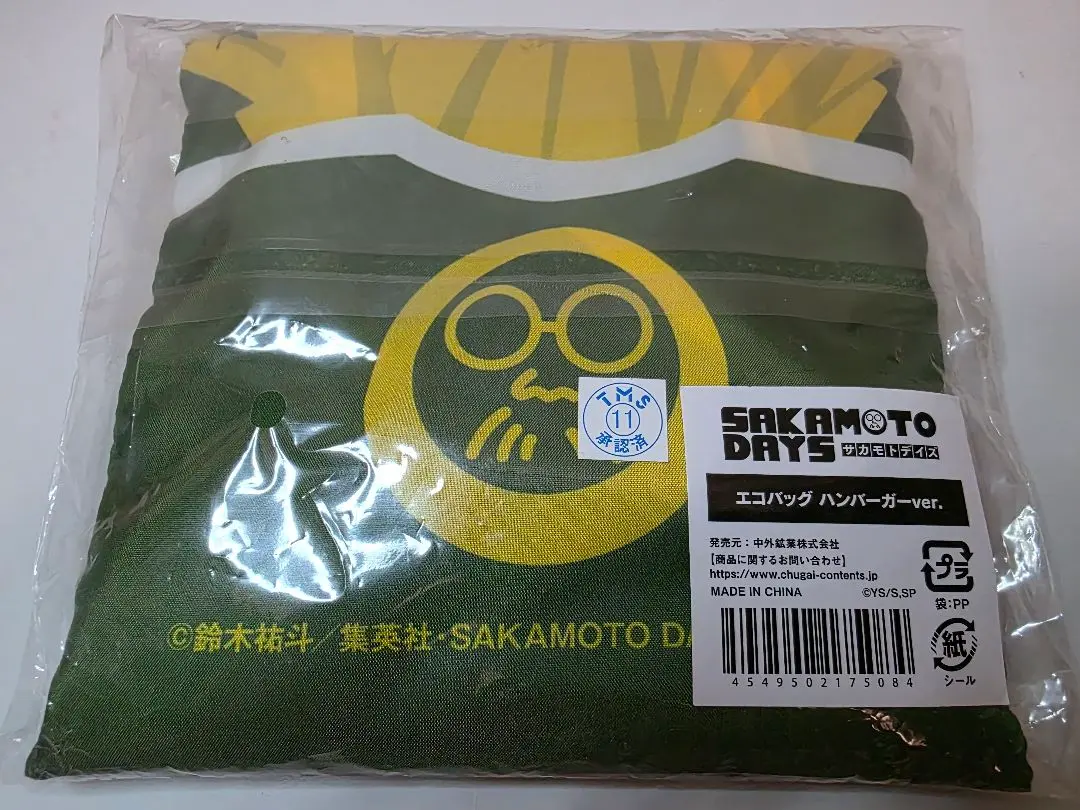 TMS
11
承認済
SAKAMOTO
DAYS サカモトデイズ
エコバッグ ハンバーガーver.
発売元：中外鉱業株式会社
【商品に関するお問い合わせ】
https://www.chugai-contents.jp
MADE IN CHINA ©YS/S,SP
プラ
袋:PP
紙
シール
4549502175084
©鈴木祐斗／集英社・SAKAMOTO DA